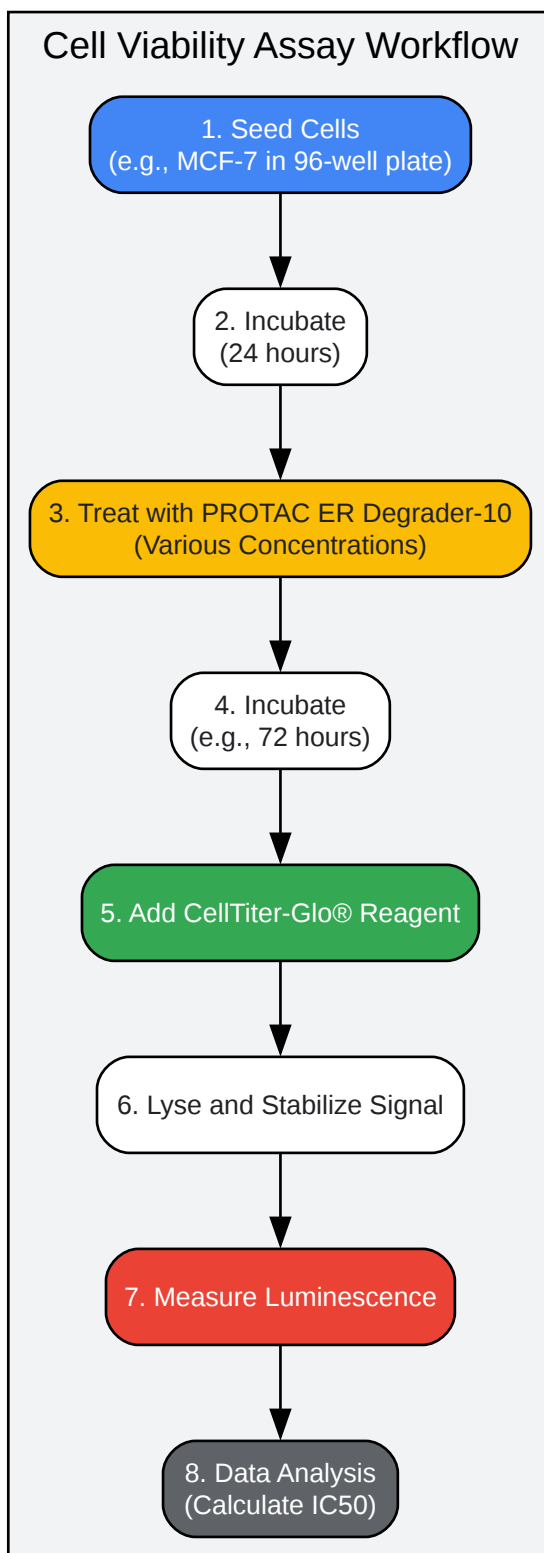 Cell Viability Assay Workflow
1. Seed Cells
(e.g., MCF-7 in 96-well plate)
2. Incubate
(24 hours)
3. Treat with PROTAC ER Degrader-10
(Various Concentrations)
4. Incubate
(e.g., 72 hours)
5. Add CellTiter-Glo® Reagent
6. Lyse and Stabilize Signal
7. Measure Luminescence
8. Data Analysis
(Calculate IC50)